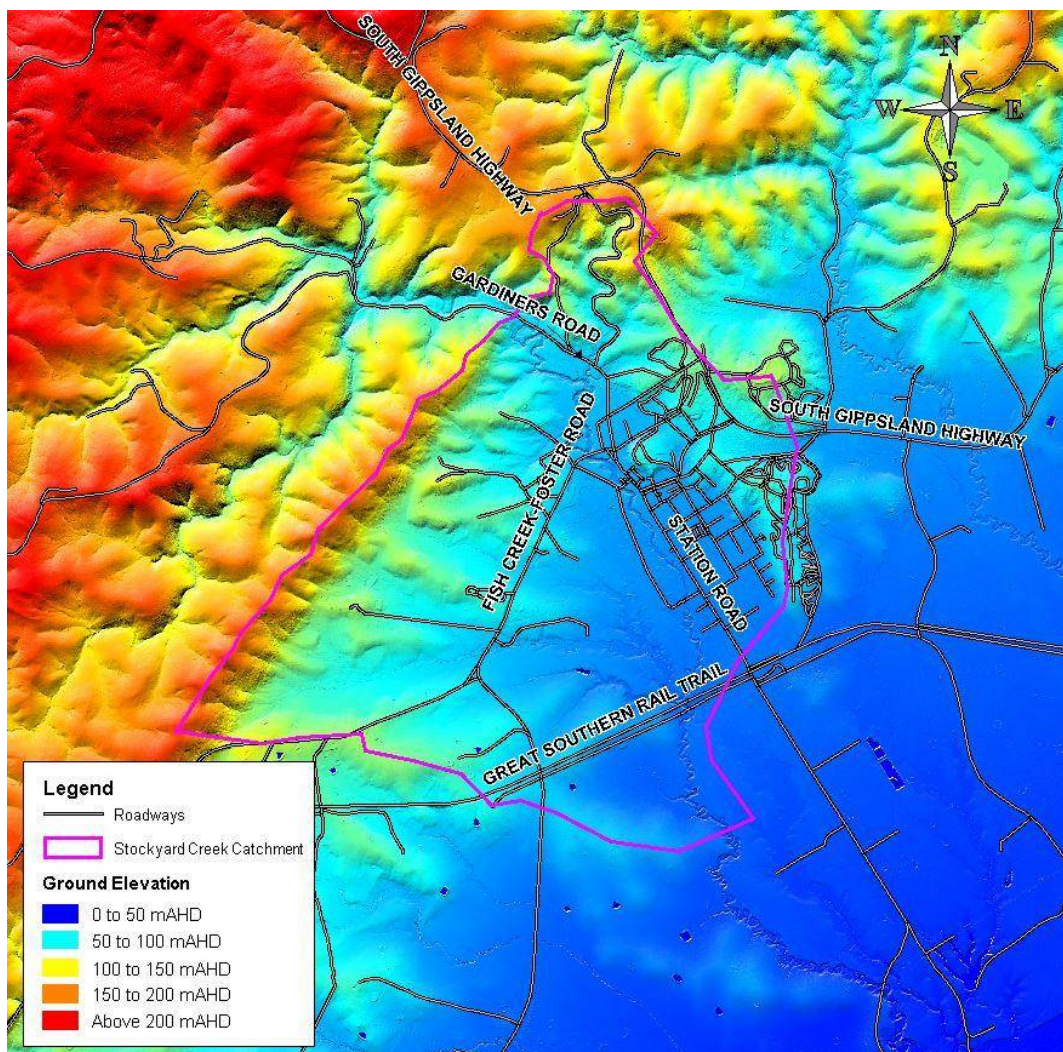 SOUTH GIPPSLAND HIGHWAY
N
W E
S
GARDINERS ROAD
SOUTH GIPPSLAND HIGHWAY
FISH CREEK-FOSTER ROAD
STATION ROAD
GREAT SOUTHERN RAIL TRAIL
Legend
Roadways
Stockyard Creek Catchment
Ground Elevation
0 to 50 mAHD
50 to 100 mAHD
100 to 150 mAHD
150 to 200 mAHD
Above 200 mAHD